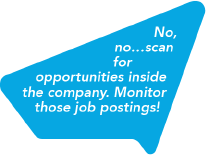 No,
no...scan
for
opportunities inside
the company. Monitor
those job postings!